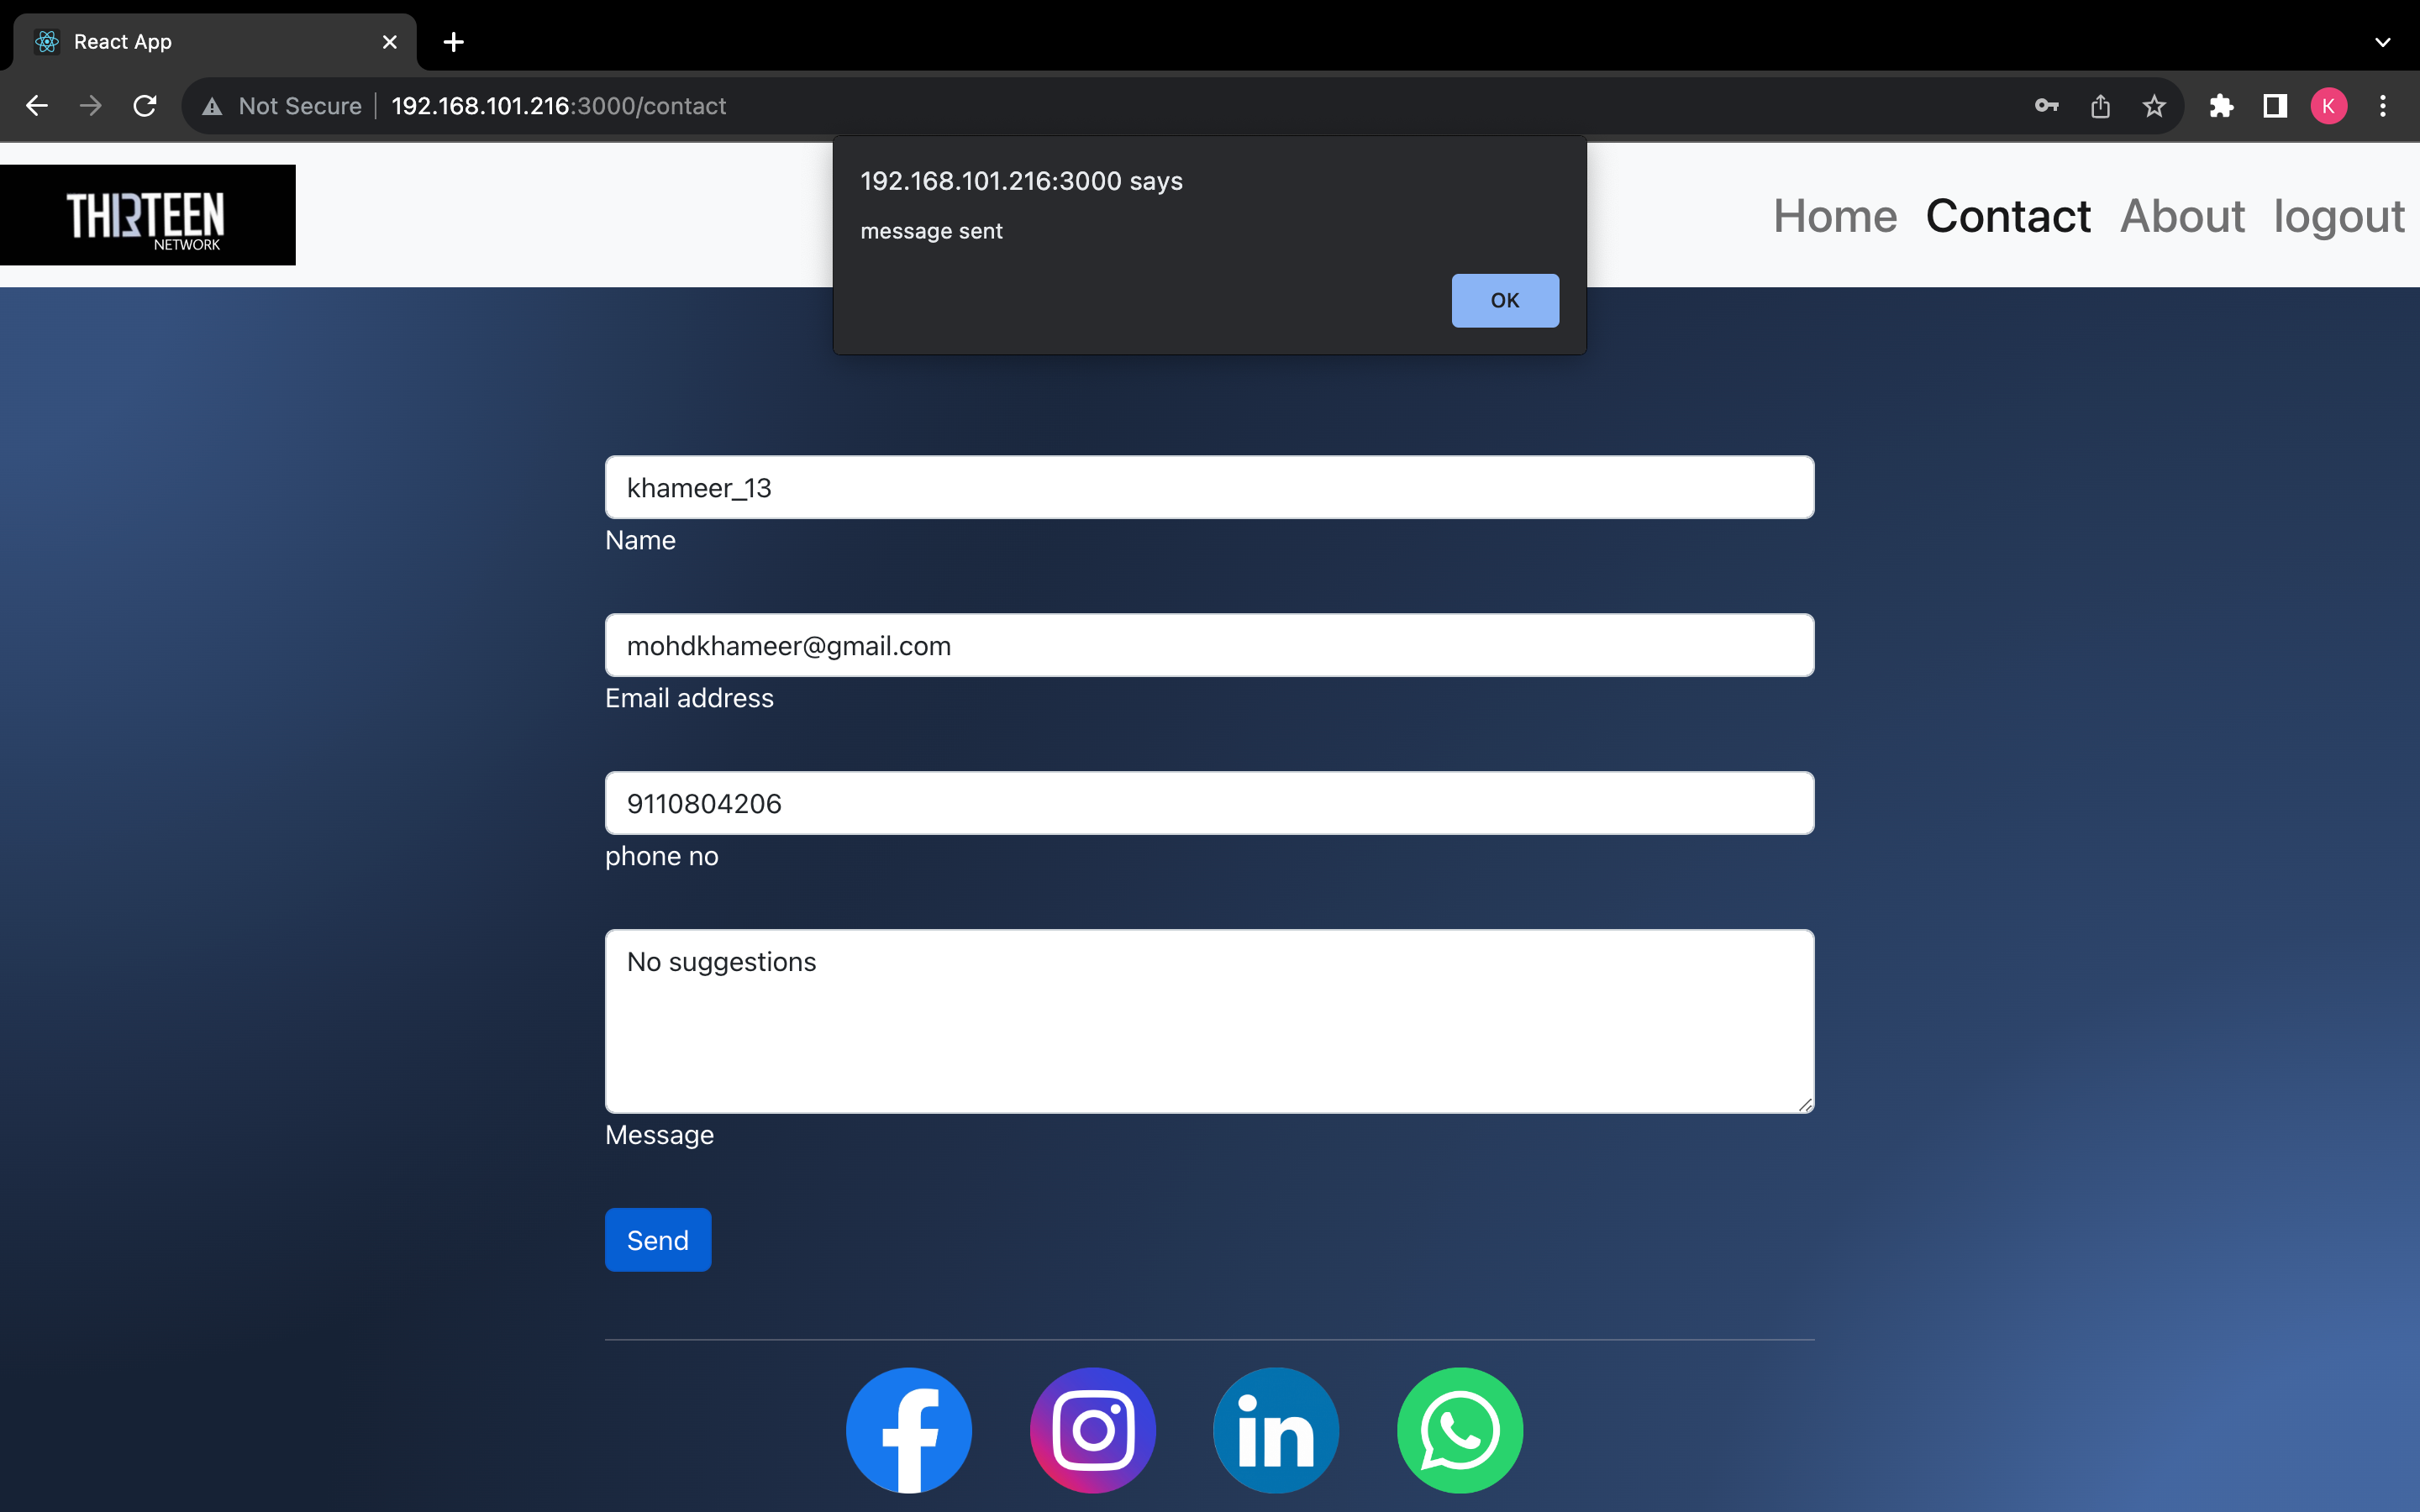 React App
Not Secure 192.168.101.216:3000/contact
K
192.168.101.216:3000 says
message sent
OK
TH13TEEN
NETWORK
Home Contact About logout
khameer_13
Name
mohdkhameer@gmail.com
Email address
9110804206
phone no
No suggestions
Message
Send
in